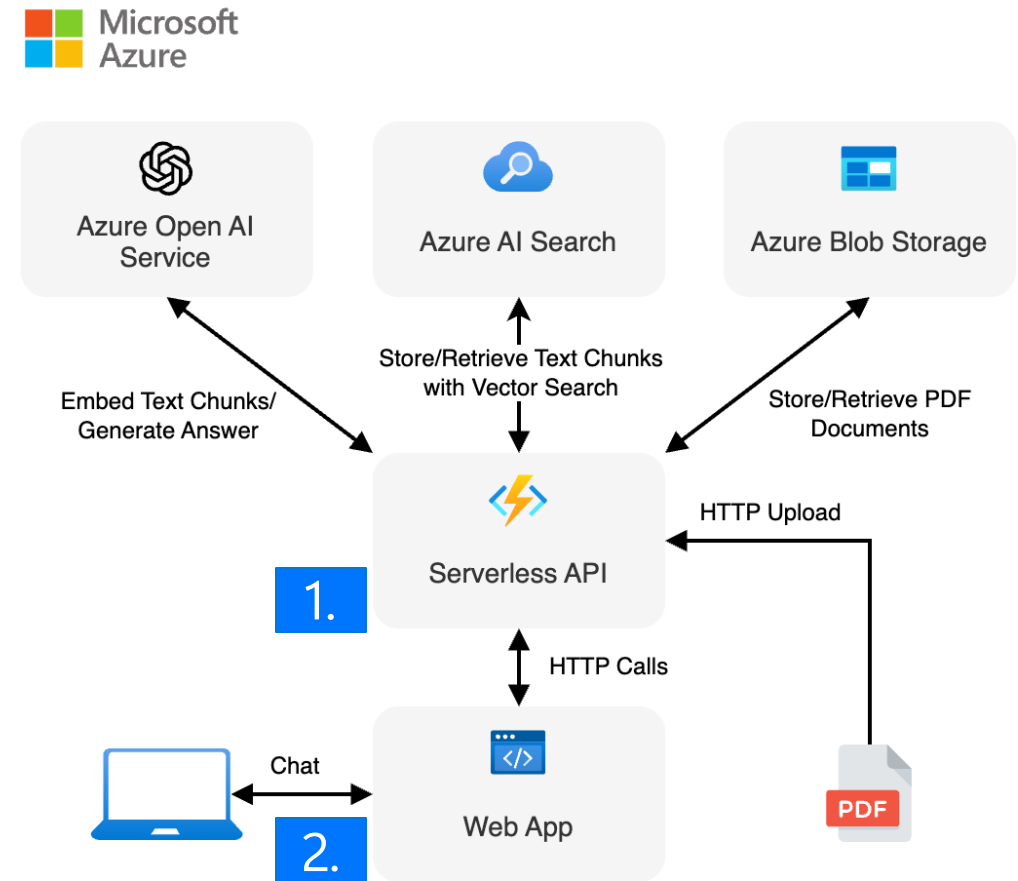 Microsoft
Azure
Azure Open AI
Service
Azure AI Search
Azure Blob Storage
Store/Retrieve Text Chunks
with Vector Search
Embed Text Chunks/
Generate Answer
Store/Retrieve PDF
Documents
HTTP Upload
Serverless API
1.
HTTP Calls
Chat
</>
Web App
PDF
2.